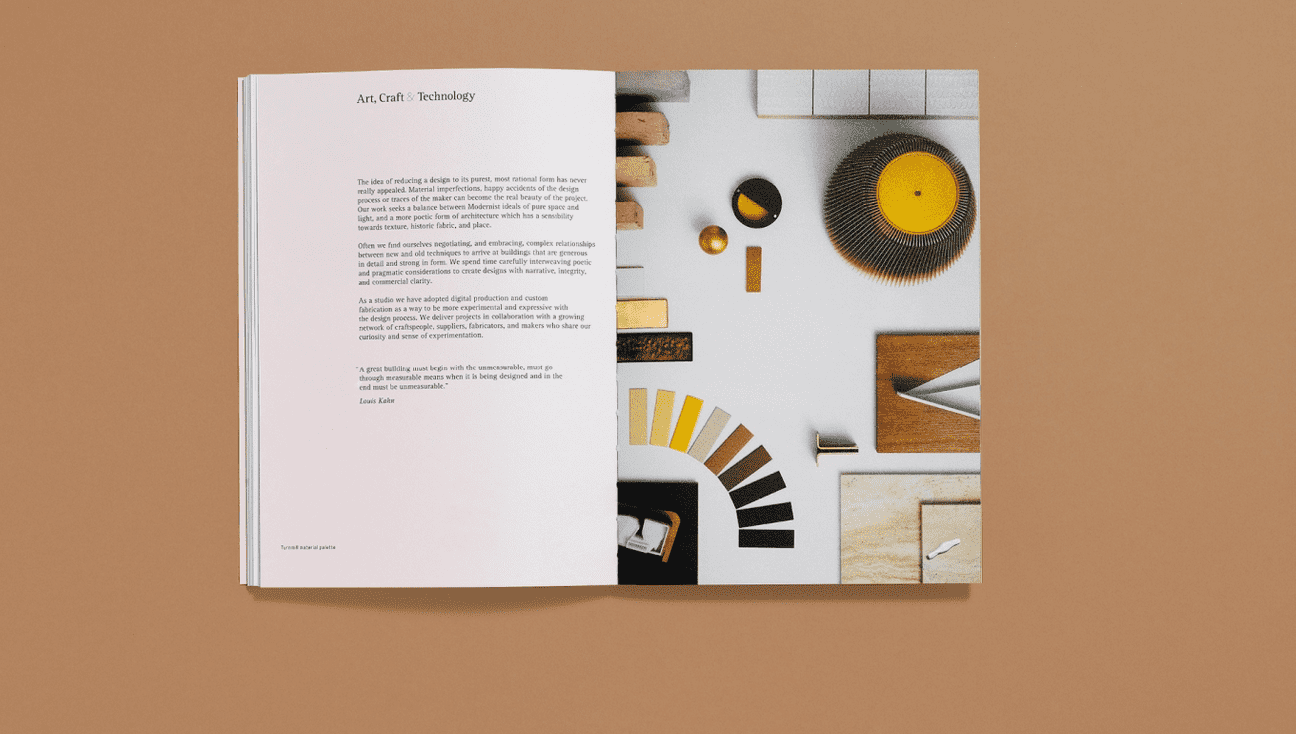 Art, Craft & Technology
The idea of reducing a design to its purest, most rational form has never
really appealed. Material imperfections, happy accidents of the design
process or traces of the maker can become the real beauty of the project.
Our work seeks a balance between Modernist ideals of pure space and
light, and a more poetic form of architecture which has a sensibility
towards texture, historic fabric, and place.
Often we find ourselves negotiating, and embracing, complex relationships
between new and old techniques to arrive at buildings that are generous
in detail and strong in form. We spend time carefully interweaving poetic
and pragmatic considerations to create designs with narrative, integrity,
and commercial clarity.
As a studio we have adopted digital production and custom
fabrication as a way to be more experimental and expressive with
the design process. We deliver projects in collaboration with a growing
network of craftspeople, suppliers, fabricators, and makers who share our
curiosity and sense of experimentation.
“A great building must begin with the unmeasurable, must go
through measurable means when it is being designed and in the
end must be unmeasurable.”
Louis Kahn
material palette